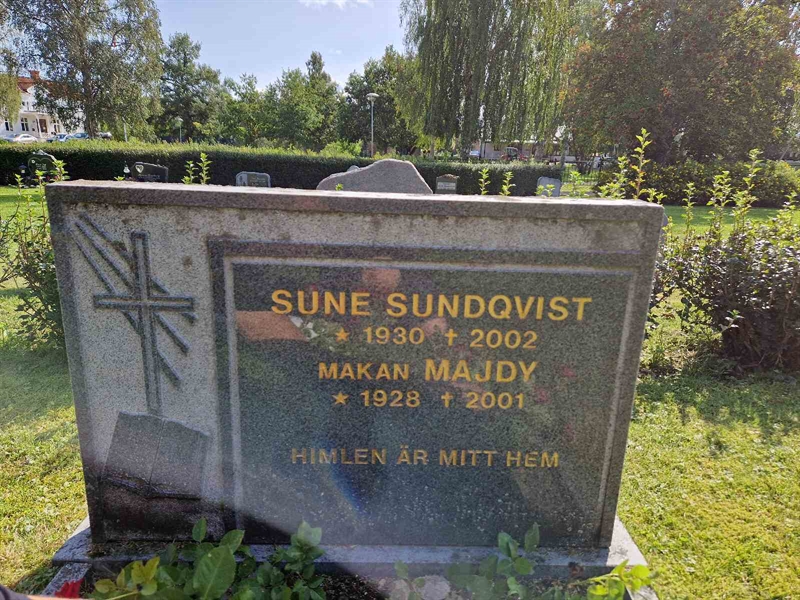 SUNE SUNDQVIST
★ 1930 ✝ 2002
MAKAN MAJDY
★ 1928 ✝ 2001
HIMLEN ÄR MITT HEM